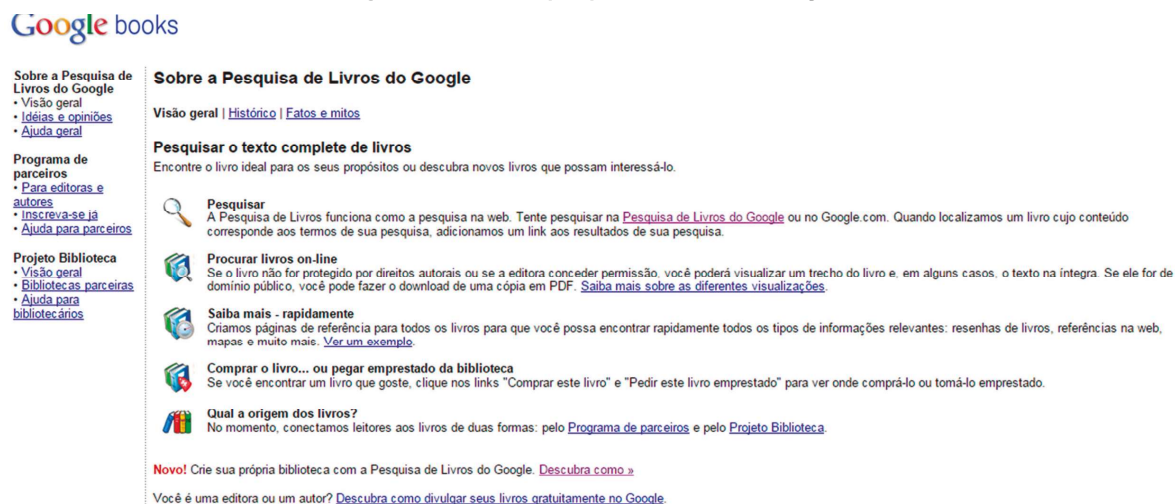 Google books
Sobre a Pesquisa de
Livros do Google
• Visão geral
• Idéias e opiniões
• Ajuda geral
Programa de
parceiros
• Para editoras e
autores
• Inscreva-se já
• Ajuda para parceiros
Projeto Biblioteca
• Visão geral
• Bibliotecas parceiras
• Ajuda para
bibliotecários
Sobre a Pesquisa de Livros do Google
Visão geral | Histórico | Fatos e mitos
Pesquisar o texto complete de livros
Encontre o livro ideal para os seus propósitos ou descubra novos livros que possam interessá-lo.
Pesquisar
A Pesquisa de Livros funciona como a pesquisa na web. Tente pesquisar na Pesquisa de Livros do Google ou no Google.com. Quando localizamos um livro cujo conteúdo
corresponde aos termos de sua pesquisa, adicionamos um link aos resultados de sua pesquisa.
Procurar livros on-line
Se o livro não for protegido por direitos autorais ou se a editora conceder permissão, você poderá visualizar um trecho do livro e, em alguns casos, o texto na íntegra. Se ele for de
domínio público, você pode fazer o download de uma cópia em PDF. Saiba mais sobre as diferentes visualizações.
Saiba mais - rapidamente
Criamos páginas de referência para todos os livros para que você possa encontrar rapidamente todos os tipos de informações relevantes: resenhas de livros, referências na web,
mapas e muito mais. Ver um exemplo.
Comprar o livro... ou pegar emprestado da biblioteca
Se você encontrar um livro que goste, clique nos links "Comprar este livro" e "Pedir este livro emprestado" para ver onde comprá-lo ou tomá-lo emprestado.
Qual a origem dos livros?
No momento, conectamos leitores aos livros de duas formas: pelo Programa de parceiros e pelo Projeto Biblioteca.
Novo! Crie sua própria biblioteca com a Pesquisa de Livros do Google. Descubra como »
Você é uma editora ou um autor? Descubra como divulgar seus livros gratuitamente no Google.